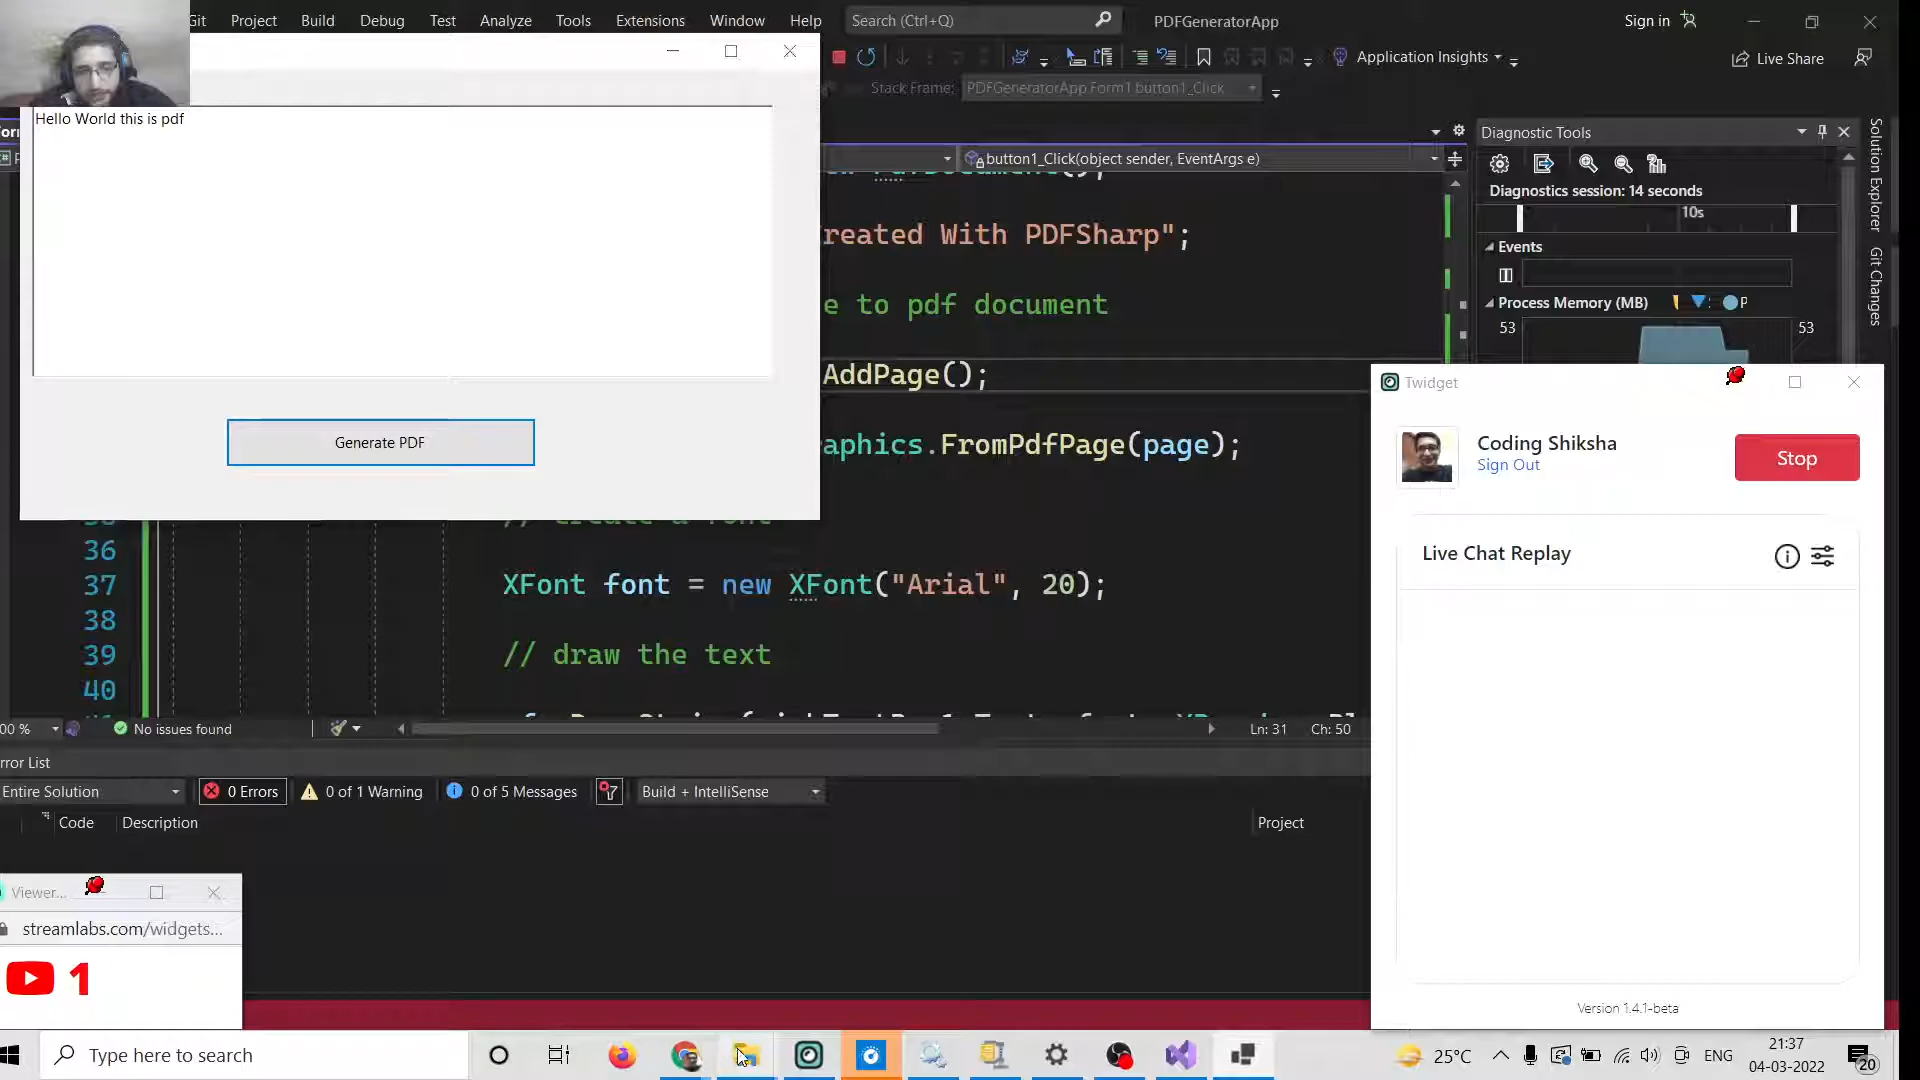 Git Project Build Debug Test Analyze Tools Extensions Window Help
Search (Ctrl+Q)
PDFGeneratorApp
Sign in
Application Insights
Live Share
Stack Frame:
PDFGeneratorApp.Form1.button1_Click
Hello World this is pdf
Generate PDF
button1_Click(object sender, EventArgs e)
reated With PDFSharp";
e to pdf document
AddPage();
aphics.FromPdfPage(page);
36
37 XFont font = new XFont("Arial", 20);
38
39 // draw the text
40
00 %
No issues found
Ln: 31 Ch: 50
Diagnostic Tools
Diagnostics session: 14 seconds
10s
Events
Process Memory (MB) P
53 53
Solution Explorer
Git Changes
rror List
Entire Solution
0 Errors
0 of 1 Warning
0 of 5 Messages
Build + IntelliSense
Code Description Project
Twidget
Coding Shiksha
Sign Out
Stop
Live Chat Replay
Version 1.4.1-beta
Viewer...
streamlabs.com/widgets...
1
Type here to search
25°C
ENG
21:37
04-03-2022
20